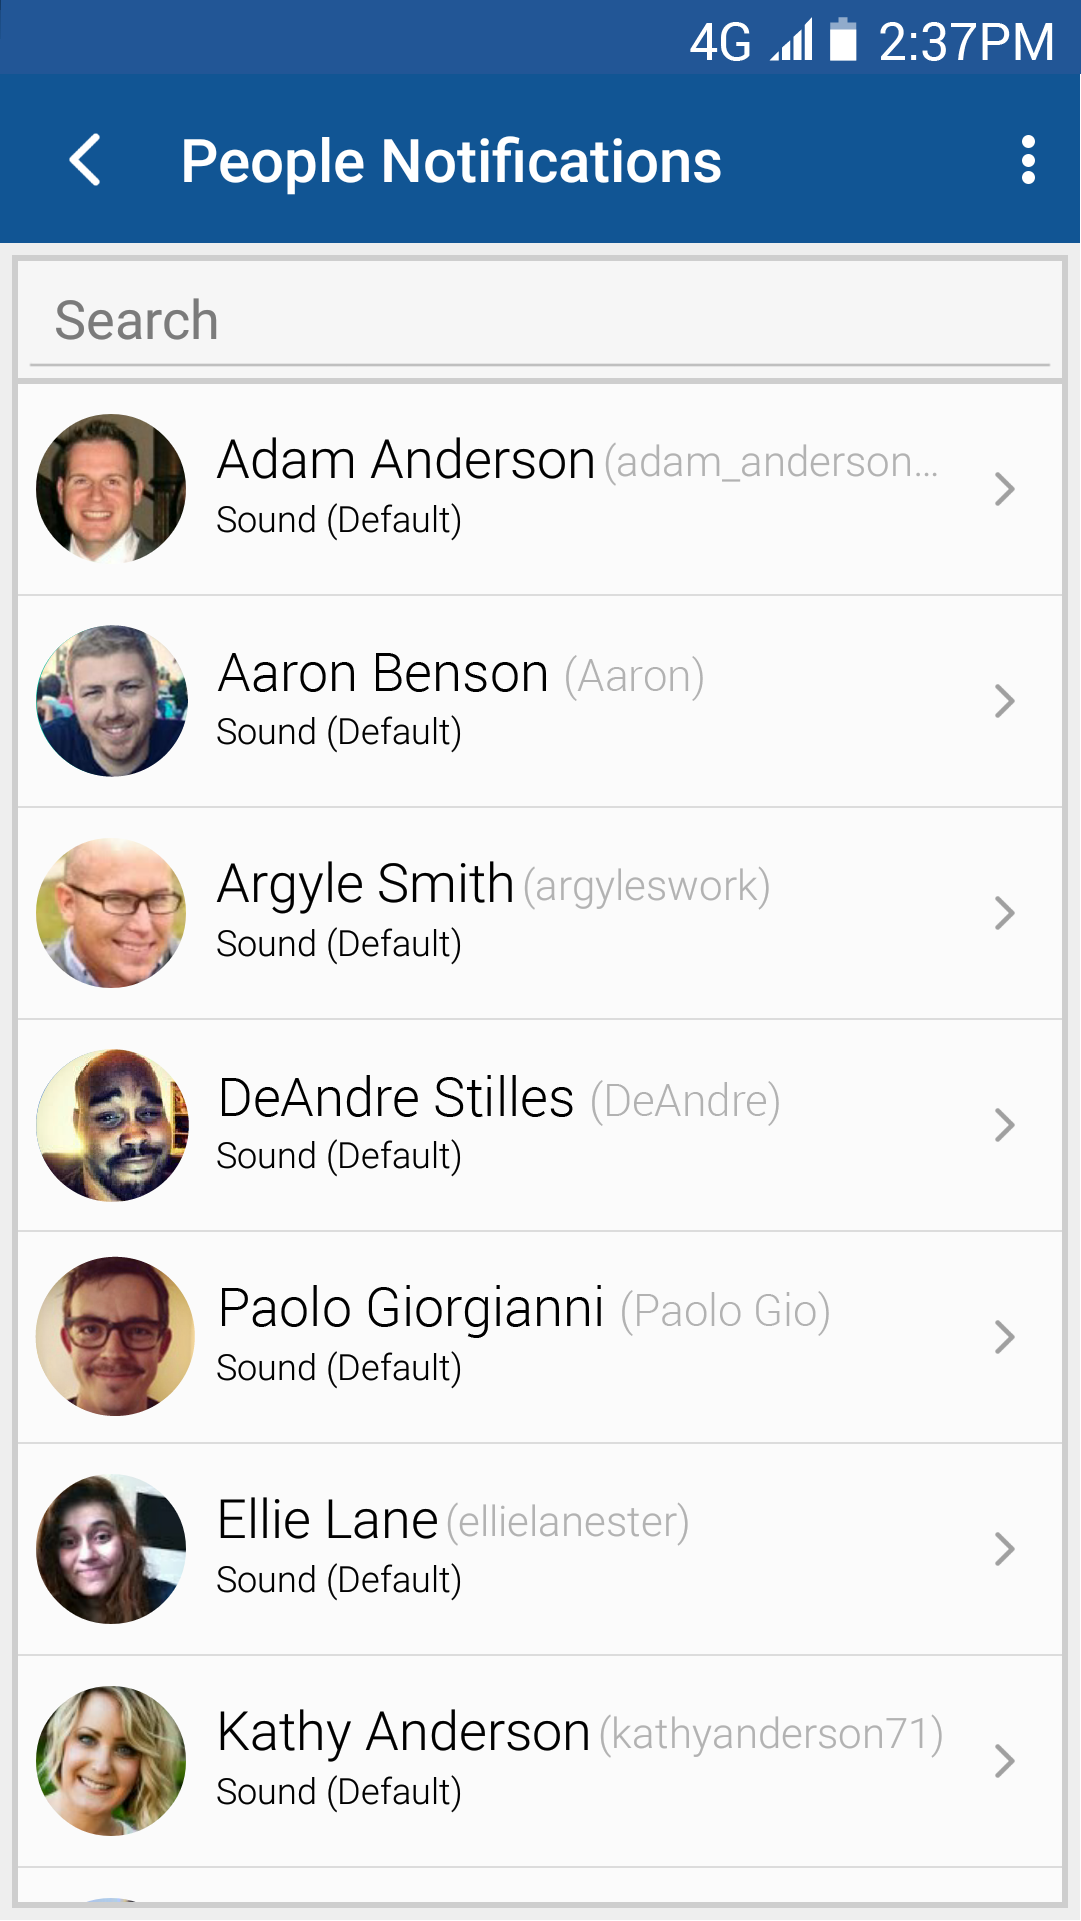 4G 2:37PM
People Notifications
Search
Adam Anderson (adam_anderson...
Sound (Default)
Aaron Benson (Aaron)
Sound (Default)
Argyle Smith (argyleswork)
Sound (Default)
DeAndre Stilles (DeAndre)
Sound (Default)
Paolo Giorgianni (Paolo Gio)
Sound (Default)
Ellie Lane (ellielanester)
Sound (Default)
Kathy Anderson (kathyanderson71)
Sound (Default)